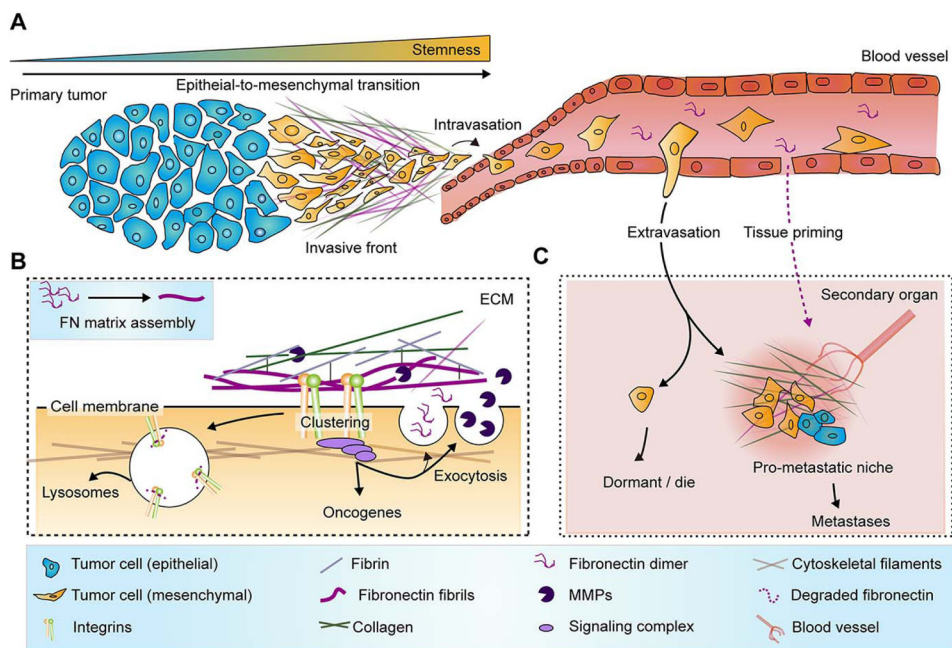 A
Stemness
Epitheial-to-mesenchymal transition
Primary tumor
Blood vessel
Intravasation
Invasive front
Extravasation
Tissue priming
B
FN matrix assembly
ECM
Cell membrane
Clustering
Lysosomes
Exocytosis
Oncogenes
C
Secondary organ
Dormant / die
Pro-metastatic niche
Metastases
Tumor cell (epithelial)
Fibrin
Fibronectin dimer
Cytoskeletal filaments
Tumor cell (mesenchymal)
Fibronectin fibrils
MMPs
Degraded fibronectin
Integrins
Collagen
Signaling complex
Blood vessel